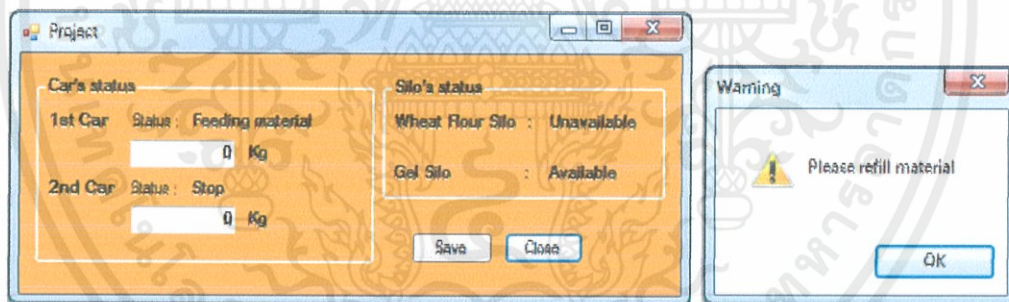 Project
Car's status
1st Car Status : Feeding material
0 Kg
2nd Car Status : Stop
0 Kg
Silo's status
Wheat Flour Silo : Unavailable
Gel Silo : Available
Save Close
Warning
Please refill material
OK